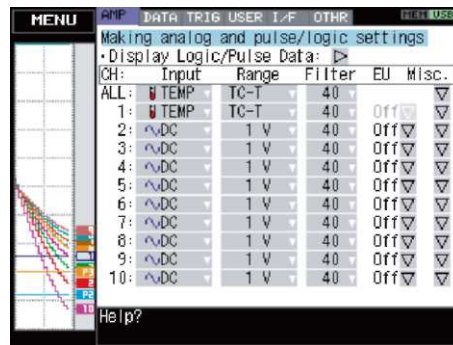 MENU
AMP DATA TRIG USER I/F OTHR MEM USB
Making analog and pulse/logic settings
・Display Logic/Pulse Data:
CH: Input Range Filter EU Misc.
ALL: TEMP TC-T 40
1: TEMP TC-T 40 Off
2: DC 1 V 40 Off
3: DC 1 V 40 Off
4: DC 1 V 40 Off
5: DC 1 V 40 Off
6: DC 1 V 40 Off
7: DC 1 V 40 Off
8: DC 1 V 40 Off
9: DC 1 V 40 Off
10: DC 1 V 40 Off
P2
10
Help?